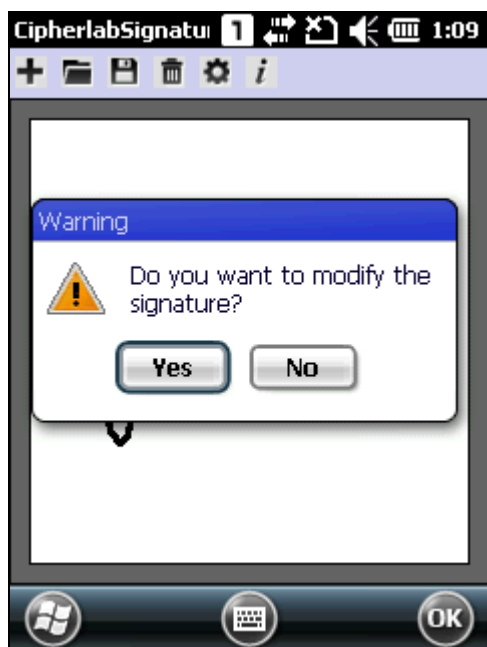 CipherlabSignatu 1 1:09
i
Warning
Do you want to modify the
signature?
Yes No
OK